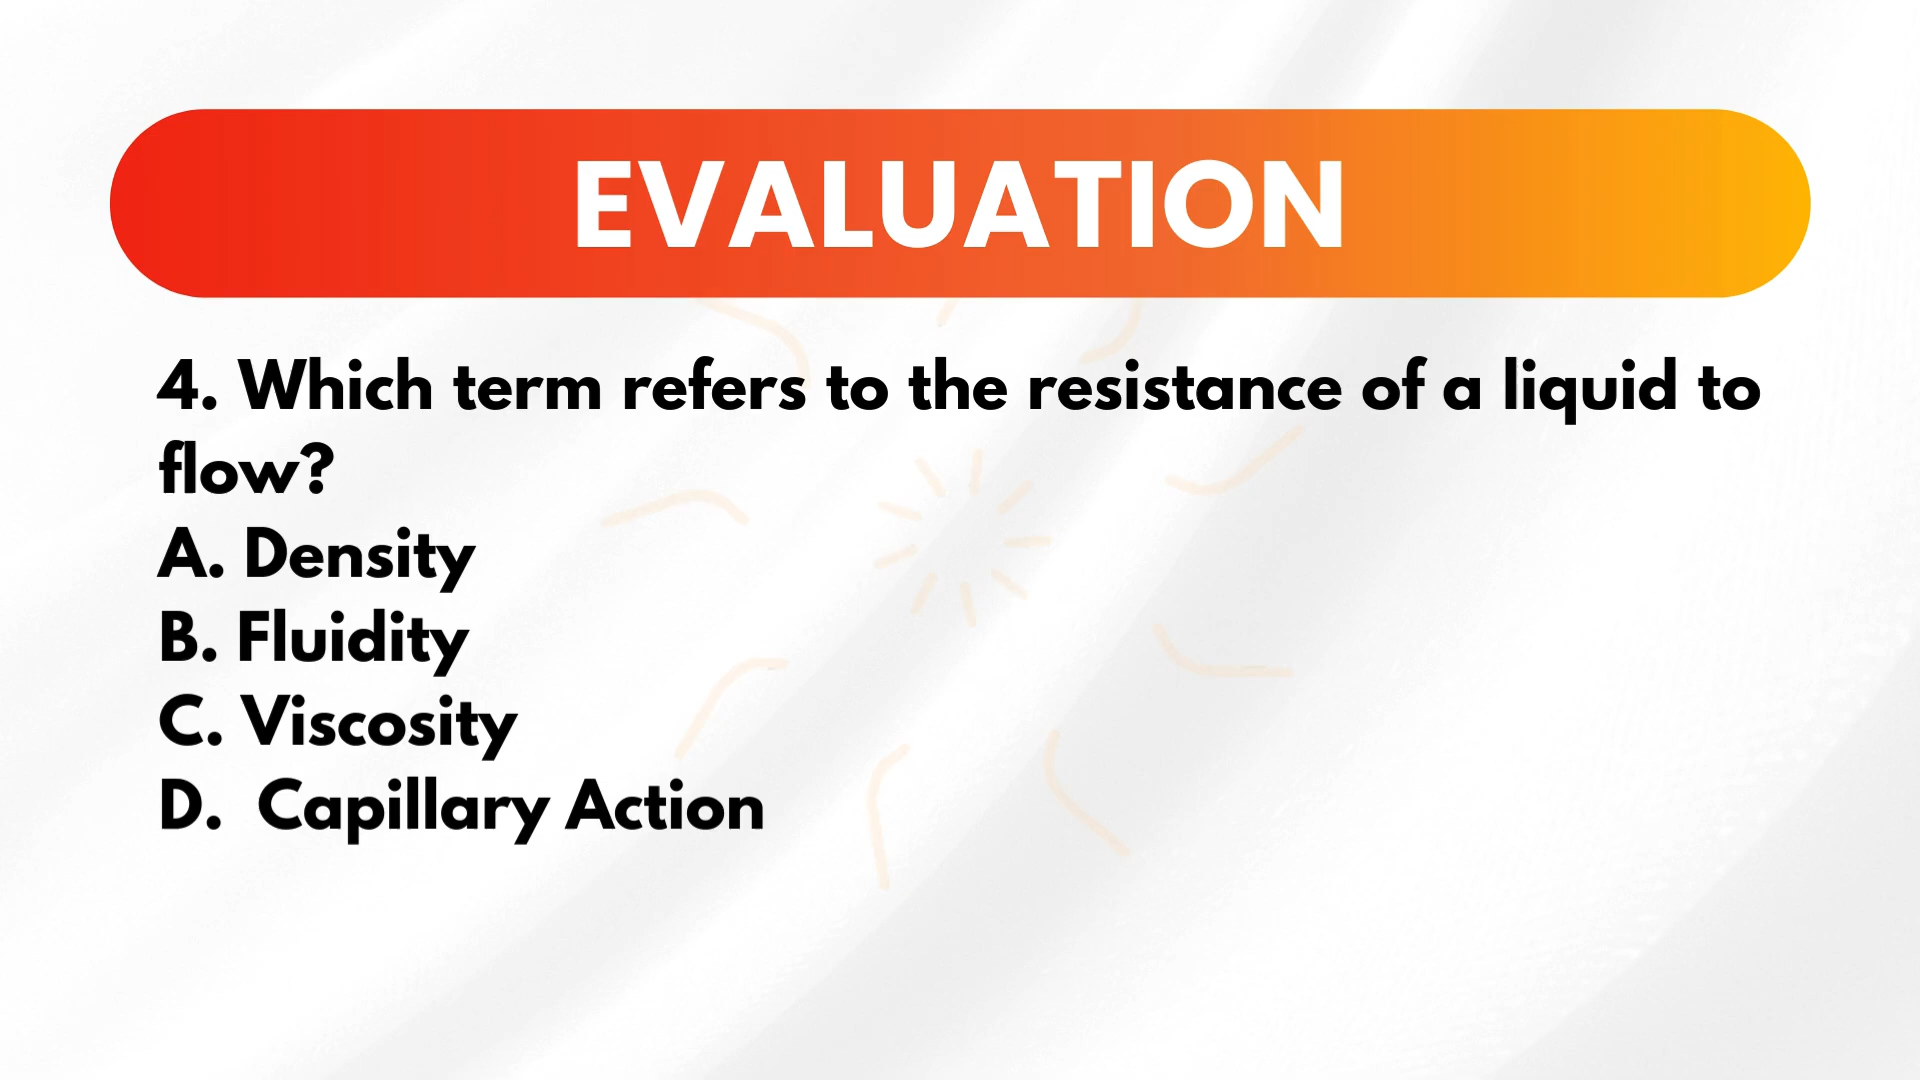 EVALUATION
4. Which term refers to the resistance of a liquid to
flow?
A. Density
B. Fluidity
C. Viscosity
D.  Capillary Action